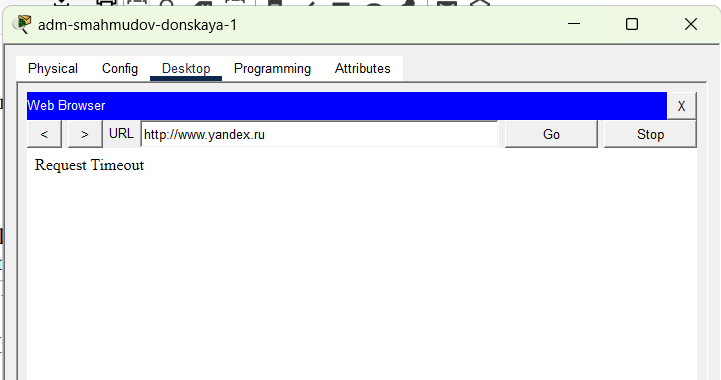 adm-smahmudov-donskaya-1
Physical Config Desktop Programming Attributes
Web Browser X
< > URL http://www.yandex.ru Go Stop
Request Timeout